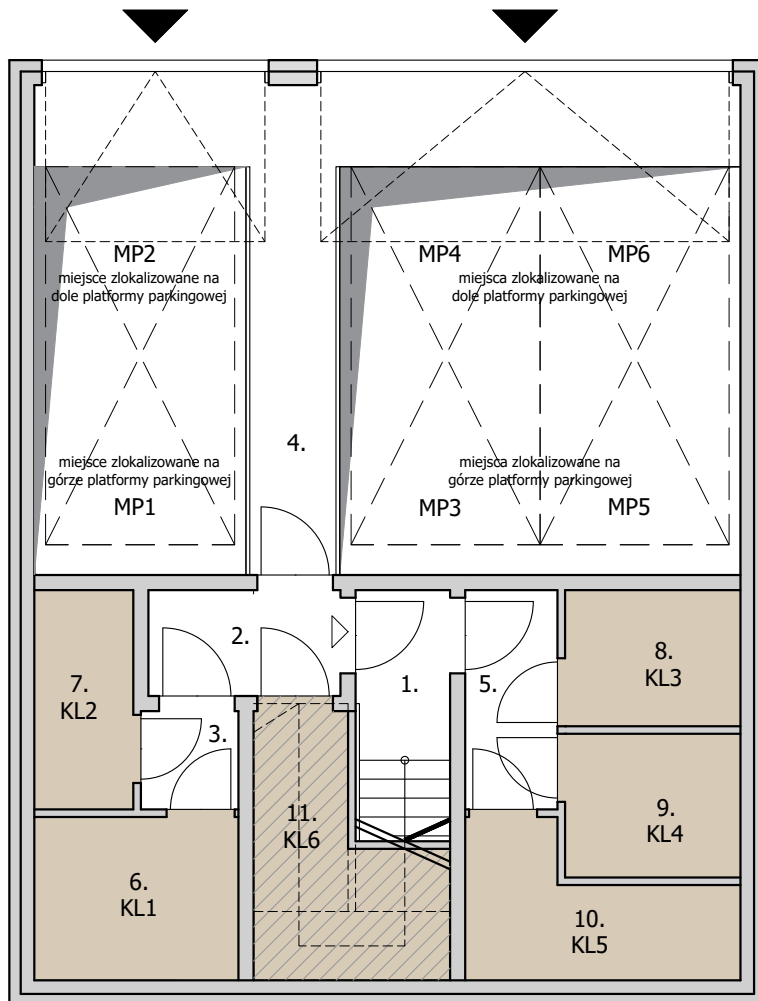 MP2
miejsce zlokalizowane na
dole platformy parkingowej
MP4
MP6
miejsca zlokalizowane na
dole platformy parkingowej
4.
miejsce zlokalizowane na
górze platformy parkingowej
MP1
miejsca zlokalizowane na
górze platformy parkingowej
MP3
MP5
2.
1.
5.
8.
KL3
7.
KL2
3.
11.
KL6
9.
KL4
6.
KL1
10.
KL5